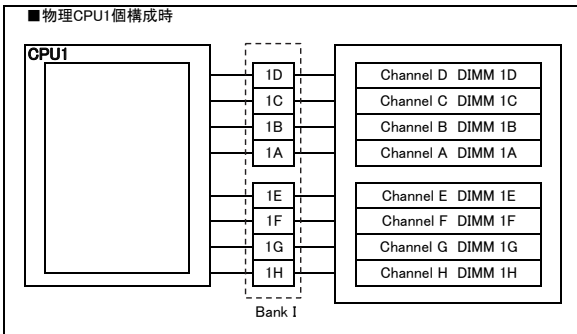 ■物理CPU1個構成時
CPU1
1D Channel D DIMM 1D
1C Channel C DIMM 1C
1B Channel B DIMM 1B
1A Channel A DIMM 1A
1E Channel E DIMM 1E
1F Channel F DIMM 1F
1G Channel G DIMM 1G
1H Channel H DIMM 1H
Bank I